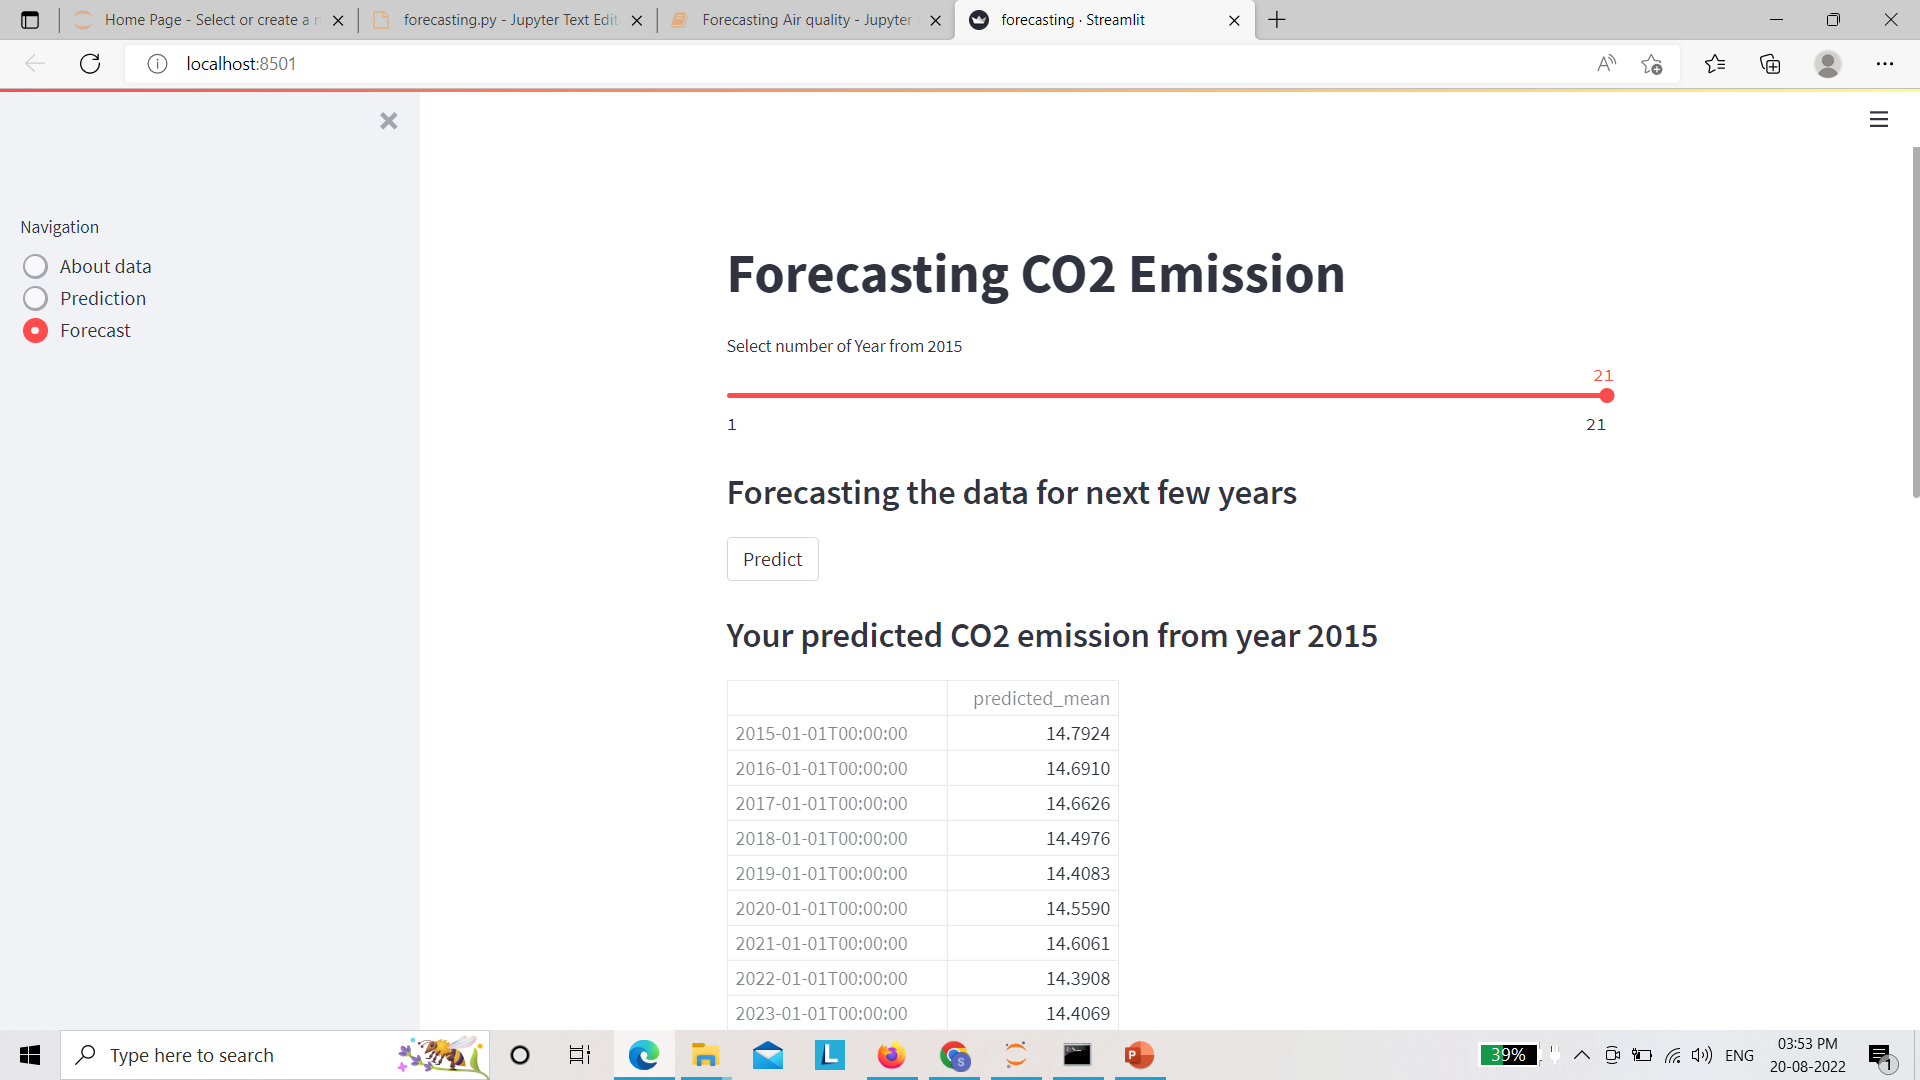 Home Page - Select or create a n
forecasting.py - Jupyter Text Edit
Forecasting Air quality - Jupyter
forecasting · Streamlit
localhost:8501
Navigation
About data
Prediction
Forecast
Forecasting CO2 Emission
Select number of Year from 2015
21
1
21
Forecasting the data for next few years
Predict
Your predicted CO2 emission from year 2015
predicted_mean
2015-01-01T00:00:00 14.7924
2016-01-01T00:00:00 14.6910
2017-01-01T00:00:00 14.6626
2018-01-01T00:00:00 14.4976
2019-01-01T00:00:00 14.4083
2020-01-01T00:00:00 14.5590
2021-01-01T00:00:00 14.6061
2022-01-01T00:00:00 14.3908
2023-01-01T00:00:00 14.4069
Type here to search
L
S
P
39%
ENG
03:53 PM
20-08-2022
1